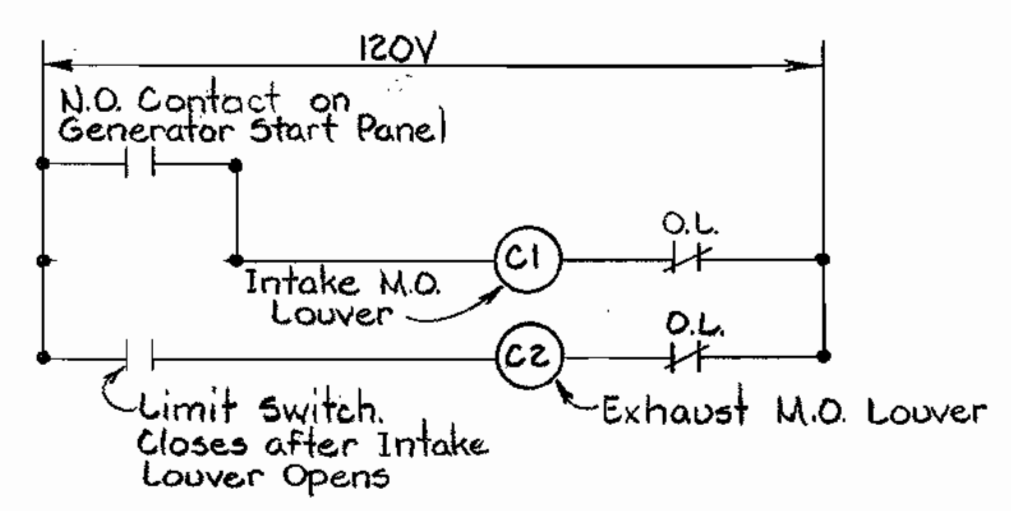 120V
N.O. Contact on
Generator Start Panel
O.L.
C1
Intake M.O.
Louver
O.L.
C2
Limit Switch.
Closes after Intake
Louver Opens
Exhaust M.O. Louver